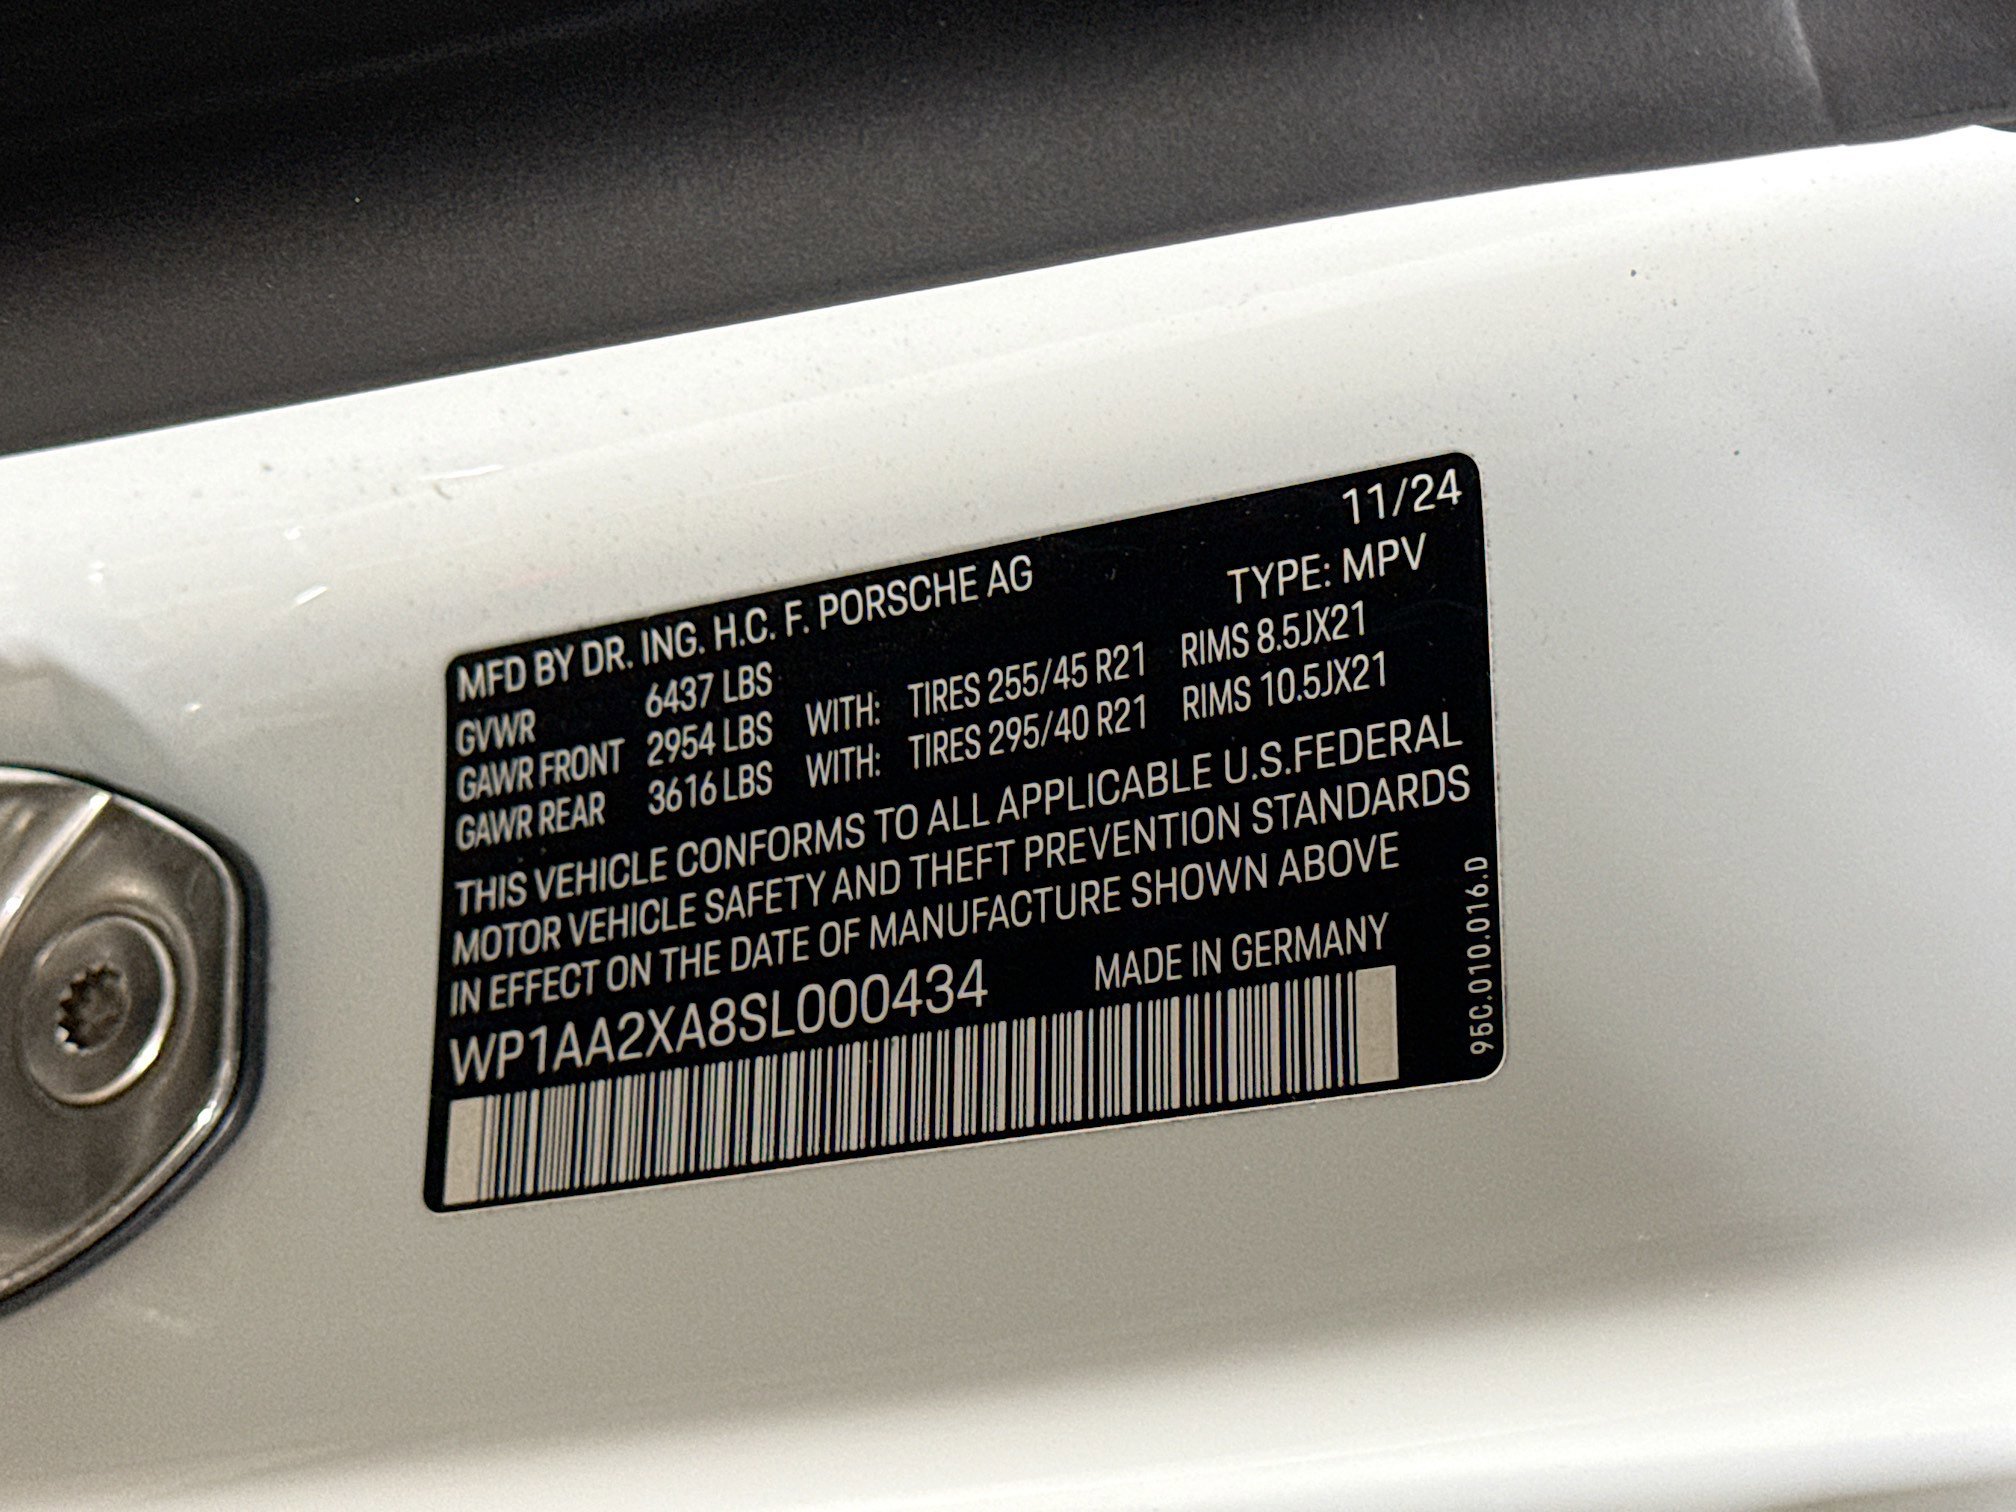 11/24
MFD BY DR. ING. H.C. F. PORSCHE AG TYPE: MPV
GVWR 6437 LBS
GAWR FRONT 2954 LBS WITH: TIRES 255/45 R21 RIMS 8.5JX21
GAWR REAR 3616 LBS WITH: TIRES 295/40 R21 RIMS 10.5JX21
THIS VEHICLE CONFORMS TO ALL APPLICABLE U.S.FEDERAL
MOTOR VEHICLE SAFETY AND THEFT PREVENTION STANDARDS
IN EFFECT ON THE DATE OF MANUFACTURE SHOWN ABOVE
WP1AA2XA8SL000434 MADE IN GERMANY
95C.010.016.D